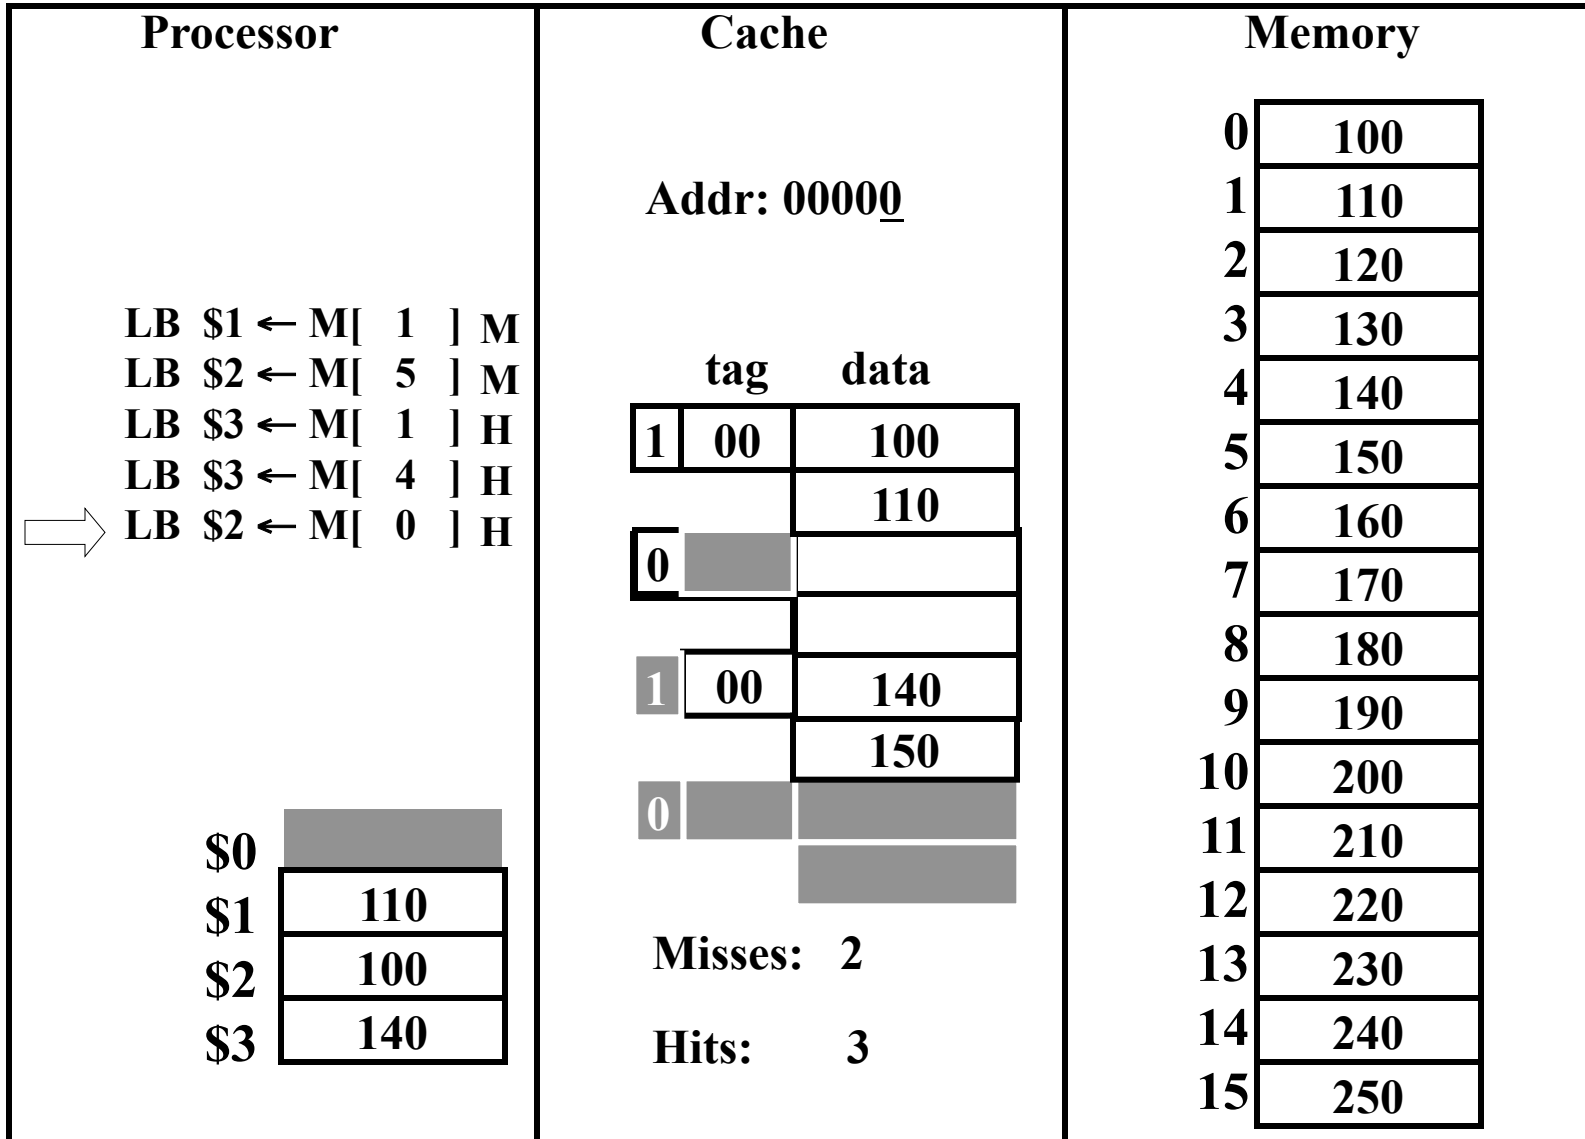 Processor
LB $1 ← M[ 1 ] M
LB $2 ← M[ 5 ] M
LB $3 ← M[ 1 ] H
LB $3 ← M[ 4 ] H
LB $2 ← M[ 0 ] H
$0
$1 110
$2 100
$3 140
Cache
Addr: 00000
tag data
1 00 100
110
0
1 00 140
150
0
Misses: 2
Hits: 3
Memory
0 100
1 110
2 120
3 130
4 140
5 150
6 160
7 170
8 180
9 190
10 200
11 210
12 220
13 230
14 240
15 250